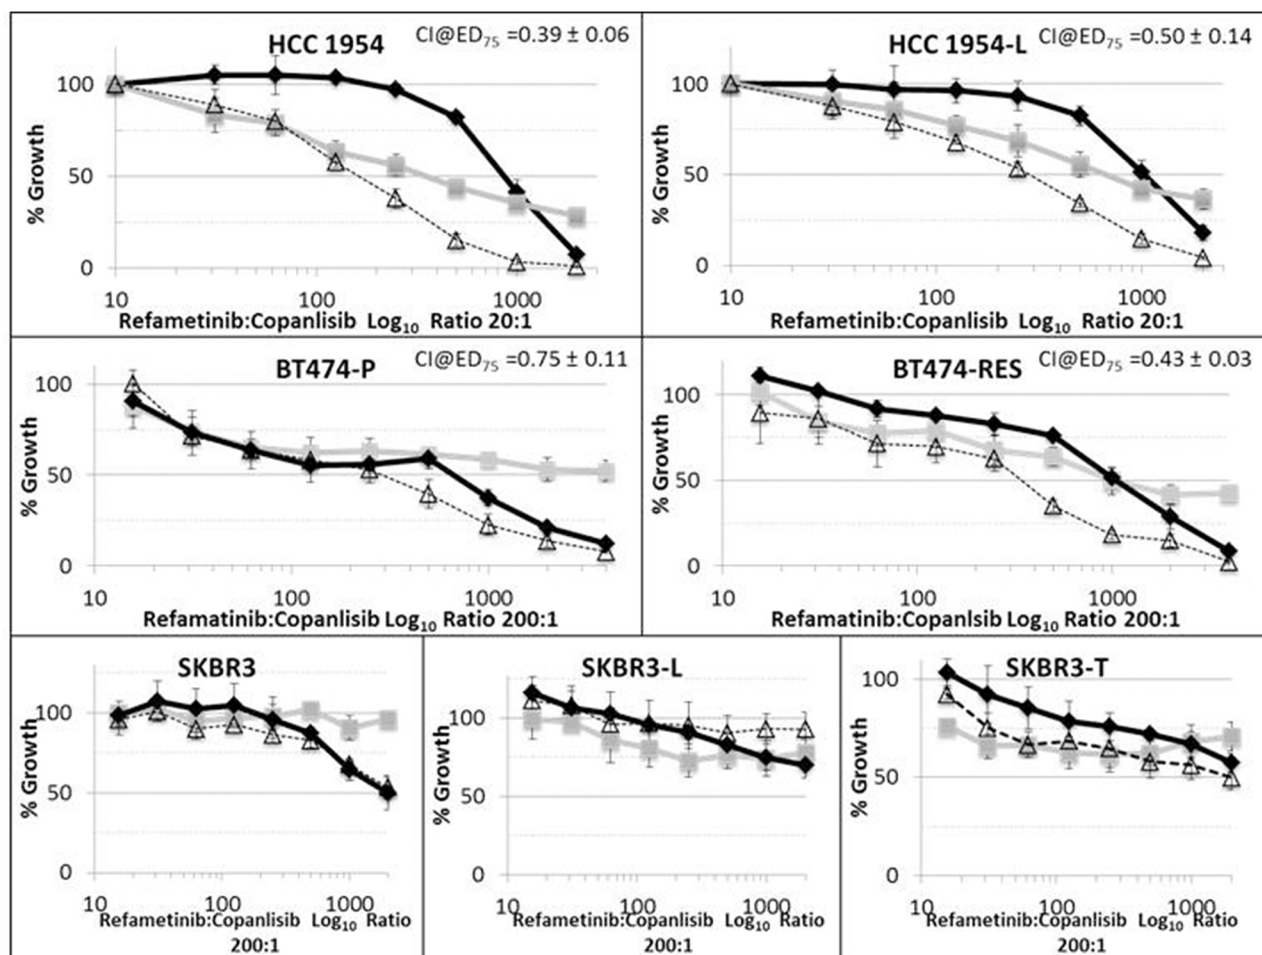 HCC 1954
CI@ED75 =0.39 ± 0.06
% Growth
100
50
0
10
100
1000
Refametinib:Copanlisib Log10 Ratio 20:1
HCC 1954-L
CI@ED75 =0.50 ± 0.14
% Growth
100
50
0
10
100
1000
Refametinib:Copanlisib Log10 Ratio 20:1
BT474-P
CI@ED75 =0.75 ± 0.11
% Growth
100
50
0
10
100
1000
Refamatinib:Copanlisib Log10 Ratio 200:1
BT474-RES
CI@ED75 =0.43 ± 0.03
% Growth
100
50
0
10
100
1000
Refamatinib:Copanlisib Log10 Ratio 200:1
SKBR3
% Growth
100
50
0
10
100
1000
Refametinib:Copanlisib Log10 Ratio
200:1
SKBR3-L
% Growth
100
50
0
10
100
1000
Refametinib:Copanlisib Log10 Ratio
200:1
SKBR3-T
% Growth
100
50
0
10
100
1000
Refametinib:Copanlisib Log10 Ratio
200:1